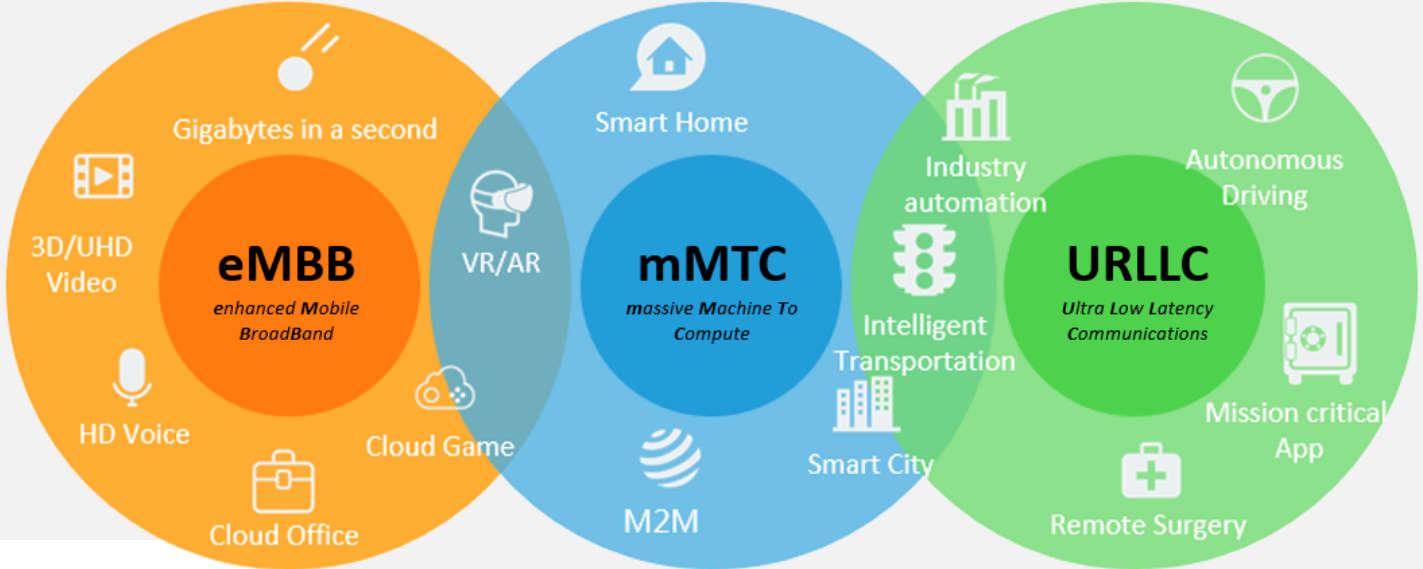 Gigabytes in a second
3D/UHD
Video
eMBB
enhanced Mobile
BroadBand
HD Voice
Cloud Game
Cloud Office
VR/AR
Smart Home
mMTC
massive Machine To
Compute
M2M
Smart City
Industry
automation
Intelligent
Transportation
Autonomous
Driving
URLLC
Ultra Low Latency
Communications
Mission critical
App
Remote Surgery